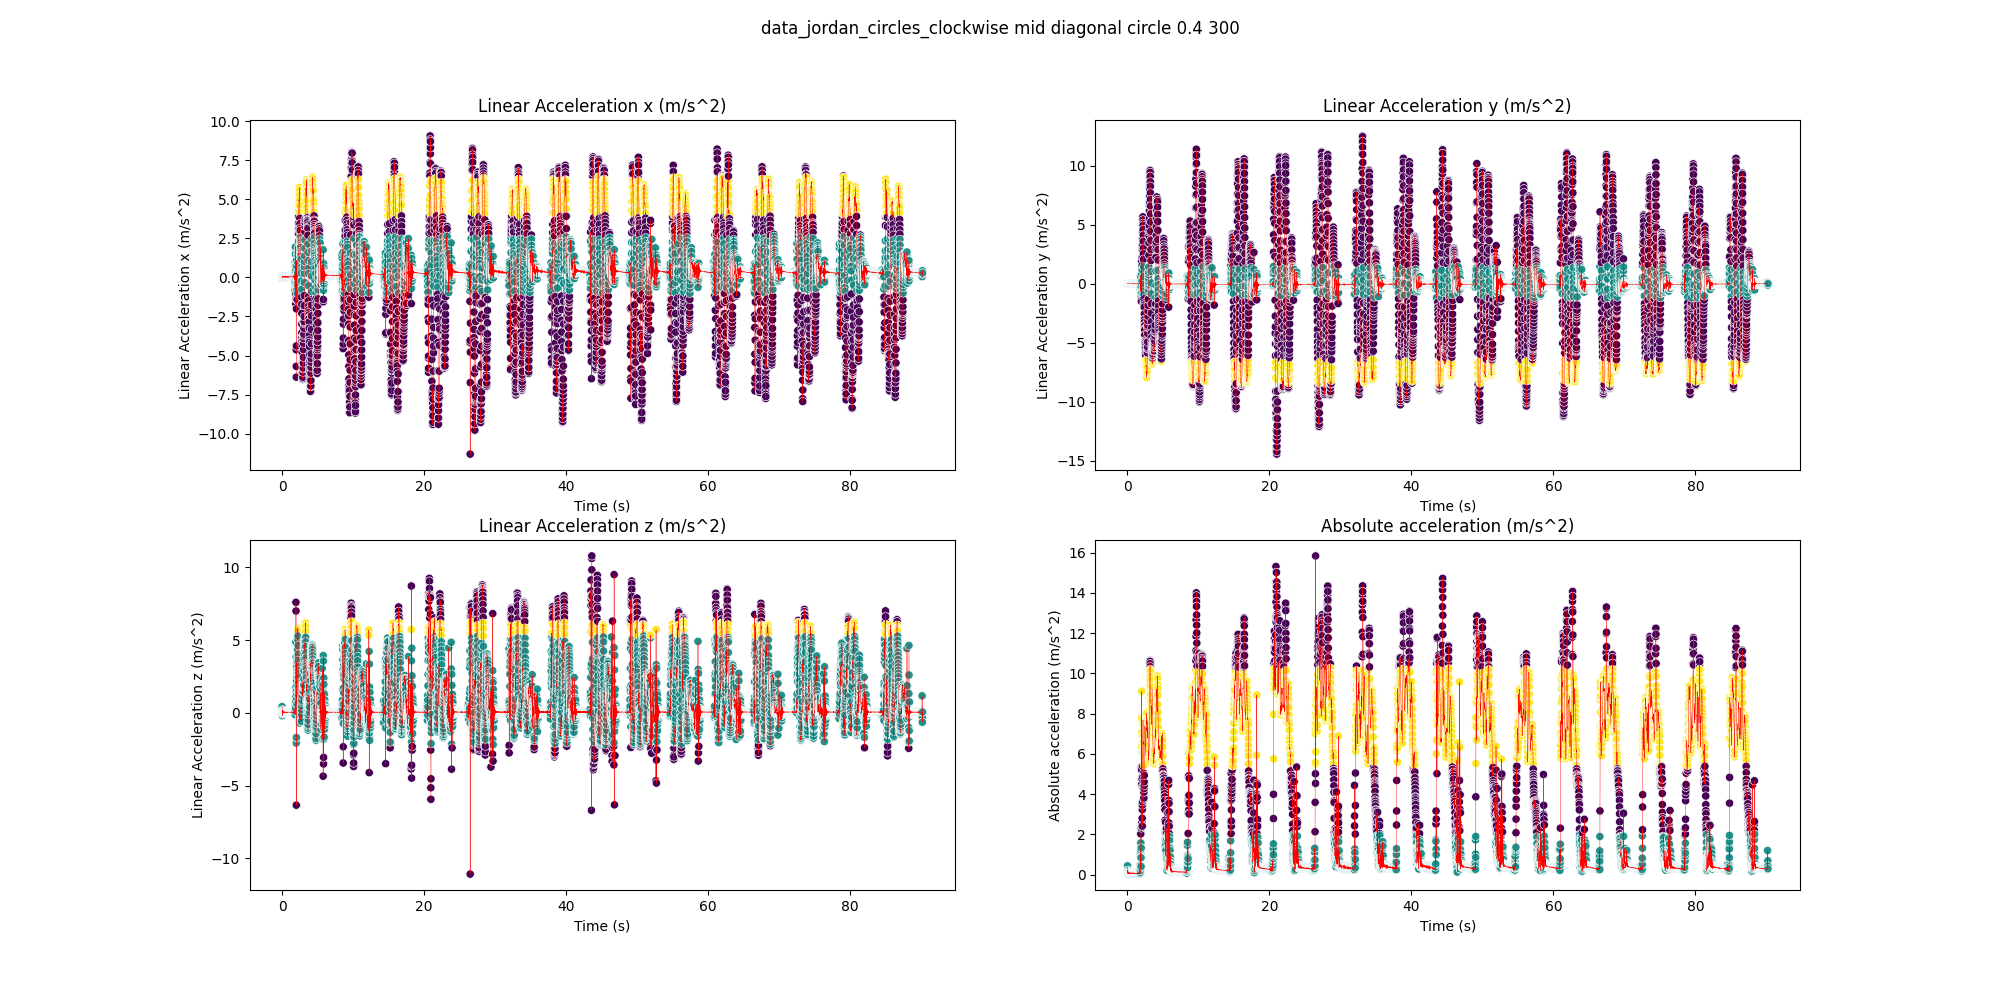 data_jordan_circles_clockwise mid diagonal circle 0.4 300
Linear Acceleration x (m/s^2)
Linear Acceleration x (m/s^2)
10.0
7.5
5.0
2.5
0.0
−2.5
−5.0
−7.5
−10.0
0 20 40 60 80
Time (s)
Linear Acceleration y (m/s^2)
Linear Acceleration y (m/s^2)
10
5
0
−5
−10
−15
0 20 40 60 80
Time (s)
Linear Acceleration z (m/s^2)
Linear Acceleration z (m/s^2)
10
5
0
−5
−10
0 20 40 60 80
Time (s)
Absolute acceleration (m/s^2)
Absolute acceleration (m/s^2)
16
14
12
10
8
6
4
2
0
0 20 40 60 80
Time (s)